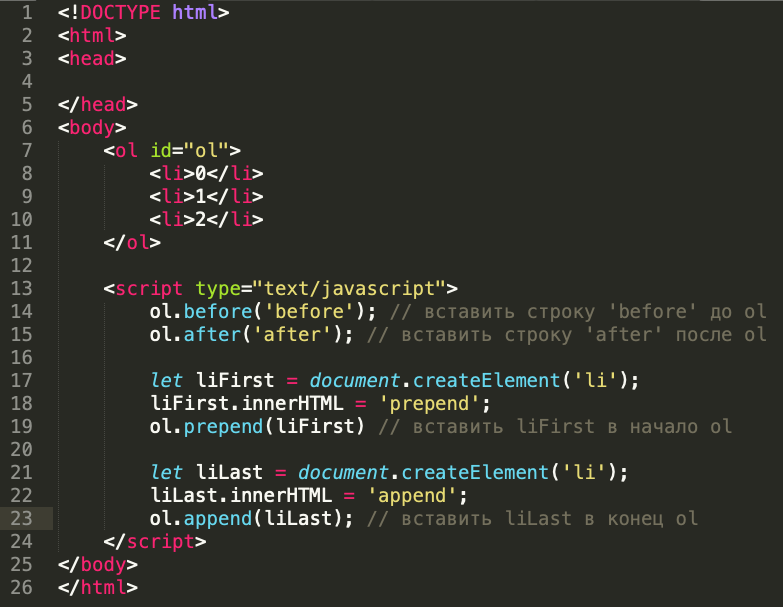 1 <!DOCTYPE html>
2 <html>
3 <head>
4
5 </head>
6 <body>
7     <ol id="ol">
8         <li>0</li>
9         <li>1</li>
10         <li>2</li>
11     </ol>
12
13     <script type="text/javascript">
14         ol.before('before'); // вставить строку 'before' до ol
15         ol.after('after'); // вставить строку 'after' после ol
16
17         let liFirst = document.createElement('li');
18         liFirst.innerHTML = 'prepend';
19         ol.prepend(liFirst) // вставить liFirst в начало ol
20
21         let liLast = document.createElement('li');
22         liLast.innerHTML = 'append';
23         ol.append(liLast); // вставить liLast в конец ol
24     </script>
25 </body>
26 </html>